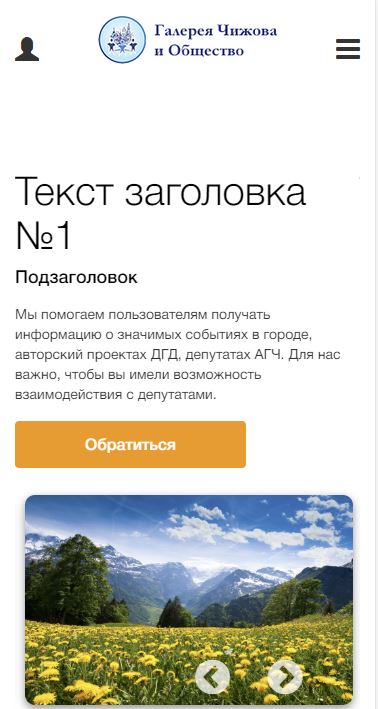 Галерея Чижова
и Общество
Текст заголовка
№1
Подзаголовок
Мы помогаем пользователям получать
информацию о значимых событиях в городе,
авторский проектах ДГД, депутатах АГЧ. Для нас
важно, чтобы вы имели возможность
взаимодействия с депутатами.
Обратиться